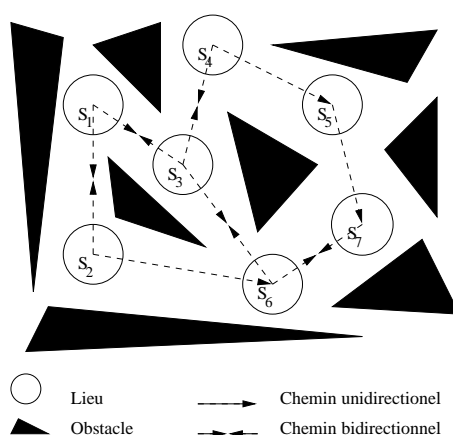 S4
S1
S5
S3
S7
S2
S6
Lieu
Chemin unidirectionel
Obstacle
Chemin bidirectionnel